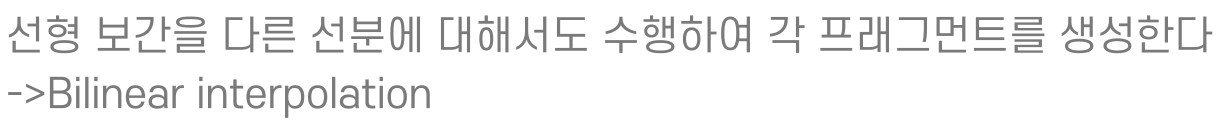 선형 보간을 다른 선분에 대해서도 수행하여 각 프래그먼트를 생성한다
->Bilinear interpolation